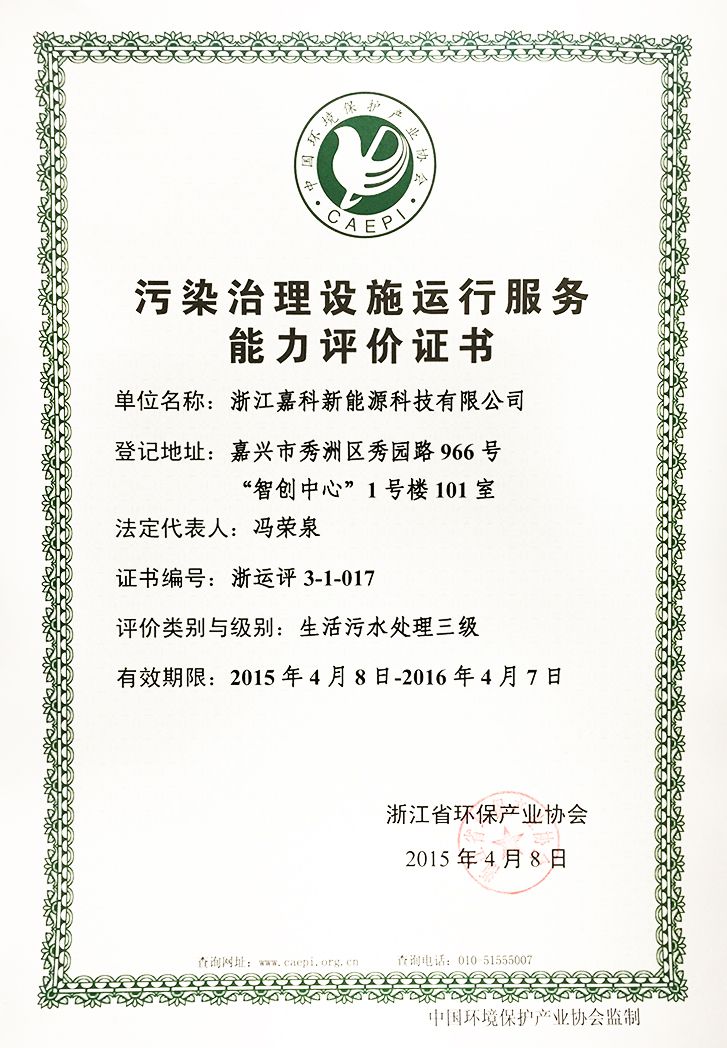 中国环境保护产业协会
·CAEPI·
污染治理设施运行服务
能力评价证书
单位名称：浙江嘉科新能源科技有限公司
登记地址：嘉兴市秀洲区秀园路 966 号
“智创中心”1 号楼 101 室
法定代表人：冯荣泉
证书编号：浙运评 3-1-017
评价类别与级别：生活污水处理三级
有效期限：2015 年 4 月 8 日-2016 年 4 月 7 日
浙江省环保产业协会
2015 年 4 月 8 日
查询网址：www.caepi.org.cn 查询电话：010-51555007
中国环境保护产业协会监制